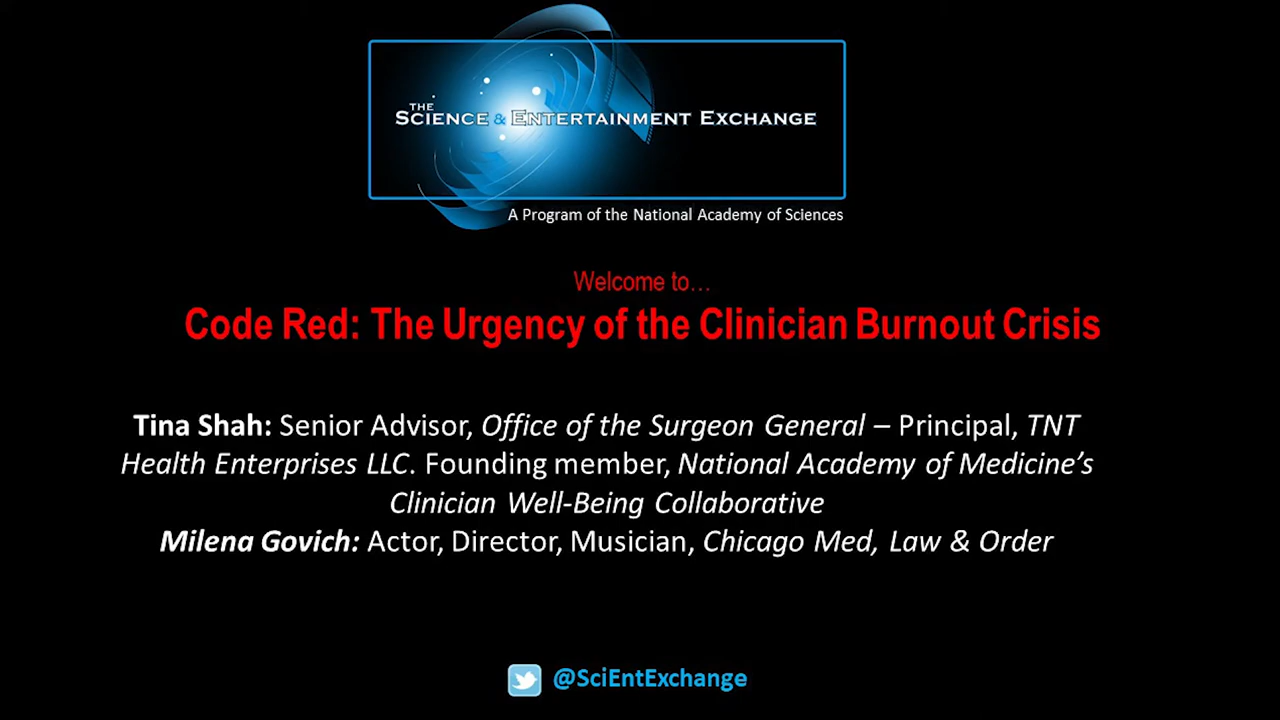 THE
SCIENCE & ENTERTAINMENT EXCHANGE
A Program of the National Academy of Sciences
Welcome to…
Code Red: The Urgency of the Clinician Burnout Crisis
Tina Shah: Senior Advisor, Office of the Surgeon General – Principal, TNT
Health Enterprises LLC. Founding member, National Academy of Medicine’s
Clinician Well-Being Collaborative
Milena Govich: Actor, Director, Musician, Chicago Med, Law & Order
@SciEntExchange